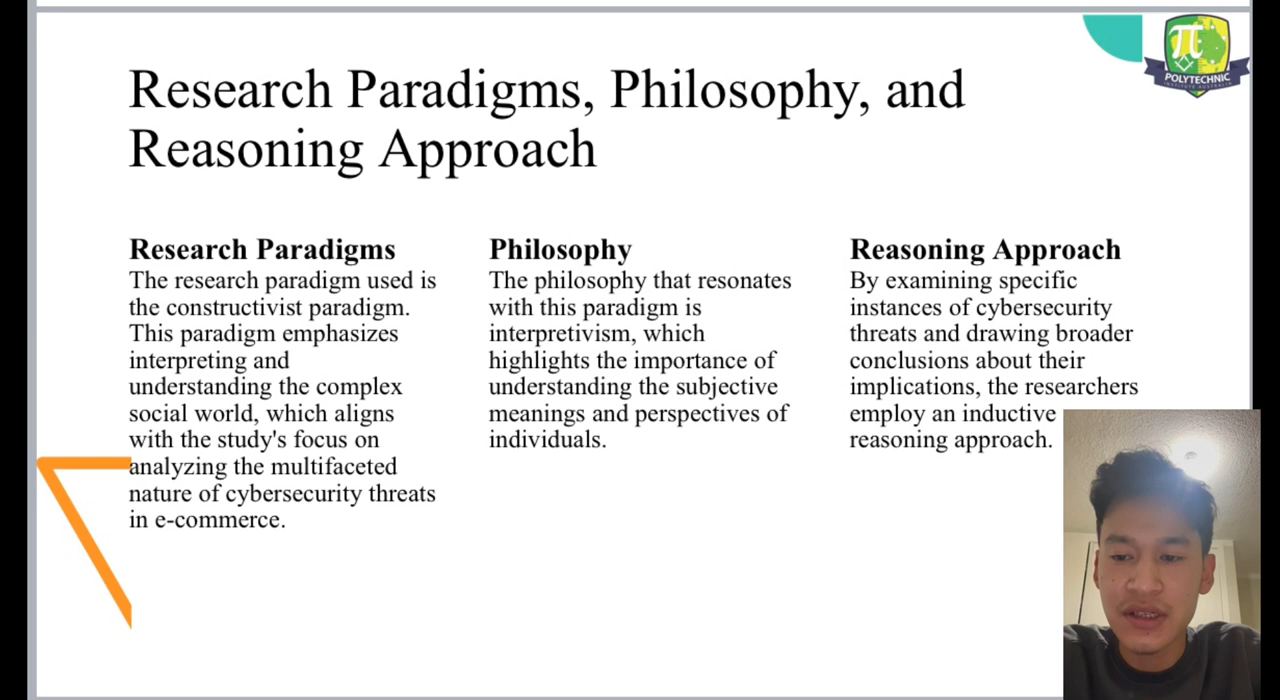 POLYTECHNIC
INSTITUTE AUSTRALIA
Research Paradigms, Philosophy, and
Reasoning Approach
Research Paradigms
The research paradigm used is
the constructivist paradigm.
This paradigm emphasizes
interpreting and
understanding the complex
social world, which aligns
with the study's focus on
analyzing the multifaceted
nature of cybersecurity threats
in e-commerce.
Philosophy
The philosophy that resonates
with this paradigm is
interpretivism, which
highlights the importance of
understanding the subjective
meanings and perspectives of
individuals.
Reasoning Approach
By examining specific
instances of cybersecurity
threats and drawing broader
conclusions about their
implications, the researchers
employ an inductive
reasoning approach.